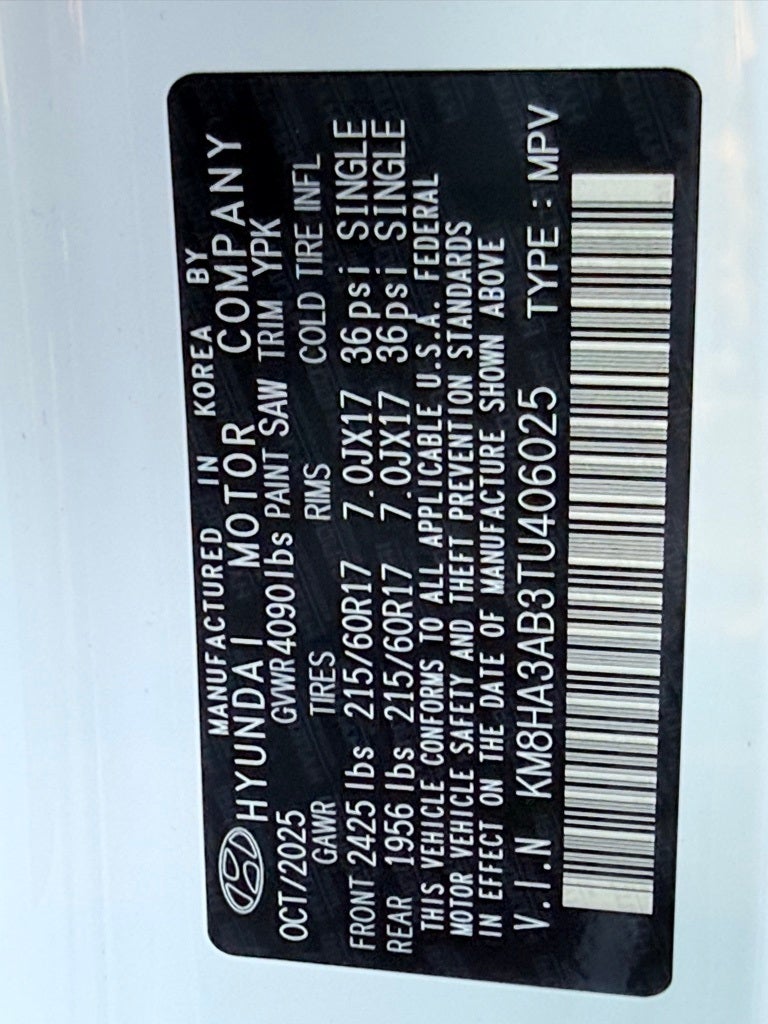 MANUFACTURED IN KOREA BY
HYUNDAI MOTOR COMPANY
OCT/2025 GVWR4090lbs PAINT SAW TRIM YPK
GAWR TIRES RIMS COLD TIRE INFL
FRONT 2425 lbs 215/60R17 7.0JX17 36psi SINGLE
REAR 1956 lbs 215/60R17 7.0JX17 36psi SINGLE
THIS VEHICLE CONFORMS TO ALL APPLICABLE U.S.A. FEDERAL
MOTOR VEHICLE SAFETY AND THEFT PREVENTION STANDARDS
IN EFFECT ON THE DATE OF MANUFACTURE SHOWN ABOVE
V.I.N KM8HA3AB3TU406025 TYPE : MPV